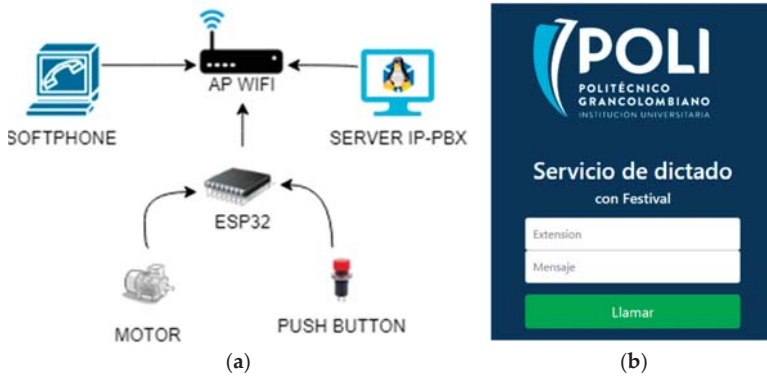 AP WIFI
SOFTPHONE
SERVER IP-PBX
ESP32
MOTOR
PUSH BUTTON
(a)
POLI
POLITÉCNICO
GRANCOLOMBIANO
INSTITUCIÓN UNIVERSITARIA
Servicio de dictado
con Festival
Extension
Mensaje
Llamar
(b)